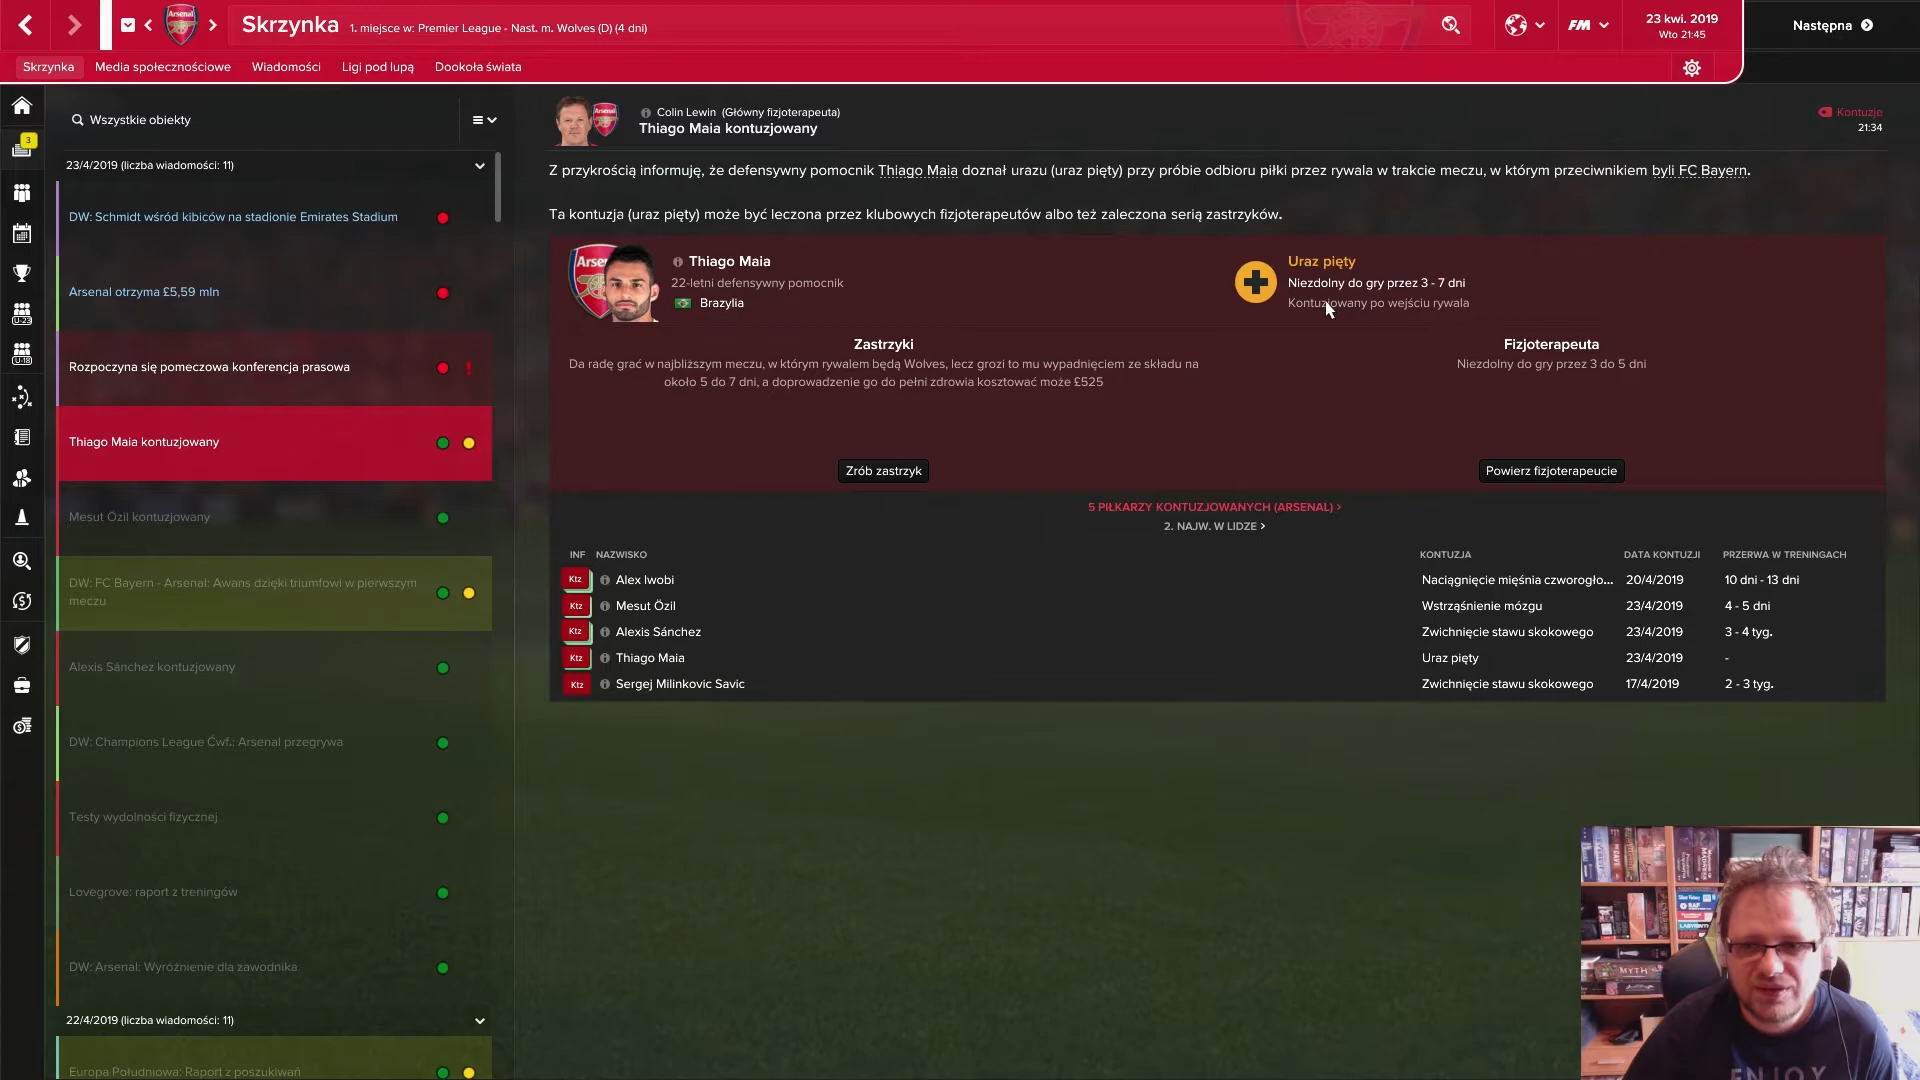 Skrzynka
1. miejsce w: Premier League - Nast. m. Wolves (D) (4 dni)
FM
23 kwi. 2019
Wto 21:45
Następna
Skrzynka
Media społecznościowe
Wiadomości
Ligi pod lupą
Dookoła świata
3
U-23
U-18
Wszystkie obiekty
23/4/2019 (liczba wiadomości: 11)
DW: Schmidt wśród kibiców na stadionie Emirates Stadium
Arsenal otrzyma £5,59 mln
Rozpoczyna się pomeczowa konferencja prasowa
Thiago Maia kontuzjowany
Mesut Özil kontuzjowany
DW: FC Bayern - Arsenal: Awans dzięki triumfowi w pierwszym
meczu
Alexis Sánchez kontuzjowany
DW: Champions League Ćwf.: Arsenal przegrywa
Testy wydolności fizycznej
Lovegrove: raport z treningów
DW: Arsenal: Wyróżnienie dla zawodnika
22/4/2019 (liczba wiadomości: 11)
Europa Południowa: Raport z poszukiwań
Colin Lewin (Główny fizjoterapeuta)
Thiago Maia kontuzjowany
Kontuzje
21:34
Z przykrością informuję, że defensywny pomocnik Thiago Maia doznał urazu (uraz pięty) przy próbie odbioru piłki przez rywala w trakcie meczu, w którym przeciwnikiem byli FC Bayern.
Ta kontuzja (uraz pięty) może być leczona przez klubowych fizjoterapeutów albo też zaleczona serią zastrzyków.
Thiago Maia
22-letni defensywny pomocnik
Brazylia
Uraz pięty
Niezdolny do gry przez 3 - 7 dni
Kontuzjowany po wejściu rywala
Zastrzyki
Da radę grać w najbliższym meczu, w którym rywalem będą Wolves, lecz grozi to mu wypadnięciem ze składu na
około 5 do 7 dni, a doprowadzenie go do pełni zdrowia kosztować może £525
Fizjoterapeuta
Niezdolny do gry przez 3 do 5 dni
Zrób zastrzyk
Powierz fizjoterapeucie
5 PIŁKARZY KONTUZJOWANYCH (ARSENAL) >
2. NAJW. W LIDZE >
INF NAZWISKO KONTUZJA DATA KONTUZJI PRZERWA W TRENINGACH
Ktz Alex Iwobi Naciągnięcie mięśnia czworogło... 20/4/2019 10 dni - 13 dni
Ktz Mesut Özil Wstrząśnienie mózgu 23/4/2019 4 - 5 dni
Ktz Alexis Sánchez Zwichnięcie stawu skokowego 23/4/2019 3 - 4 tyg.
Ktz Thiago Maia Uraz pięty 23/4/2019 -
Ktz Sergej Milinkovic Savic Zwichnięcie stawu skokowego 17/4/2019 2 - 3 tyg.
MYTH
ENJOY